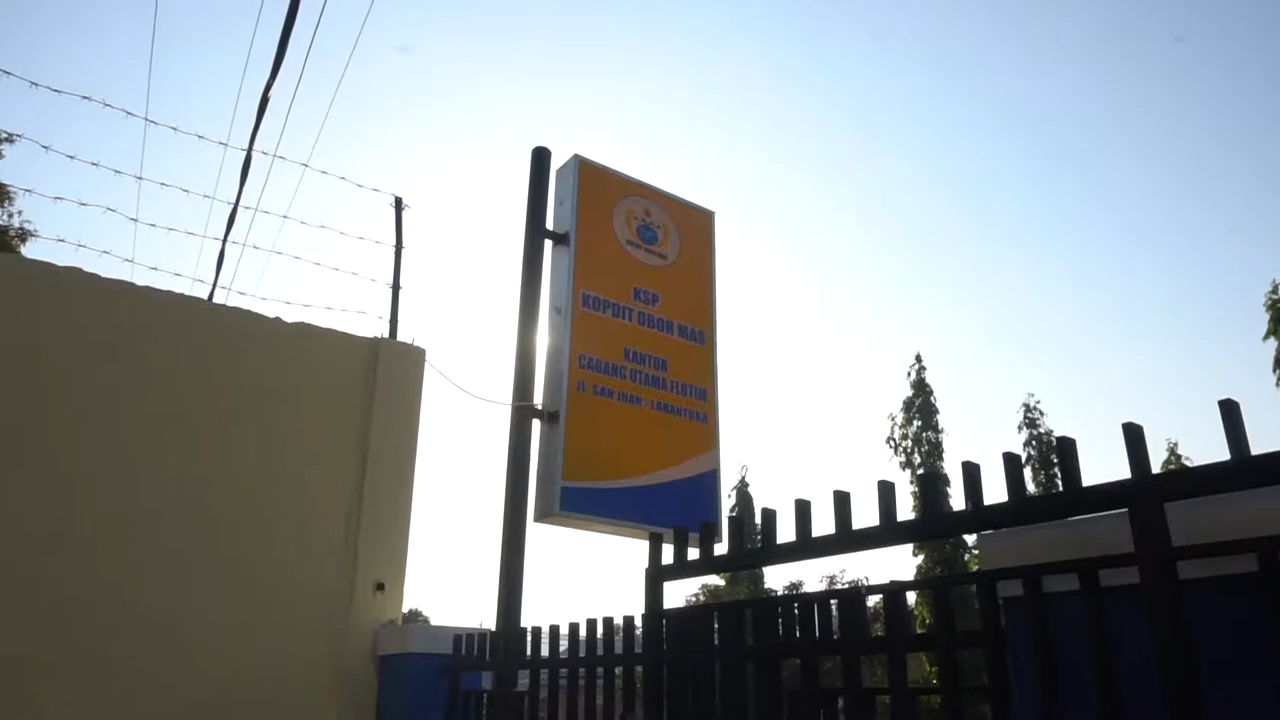 KSP
KOPDIT OBOR MAS
KANTOR
CABANG UTAMA FLOTIM
JL. SAN JUAN - LARANTUKA